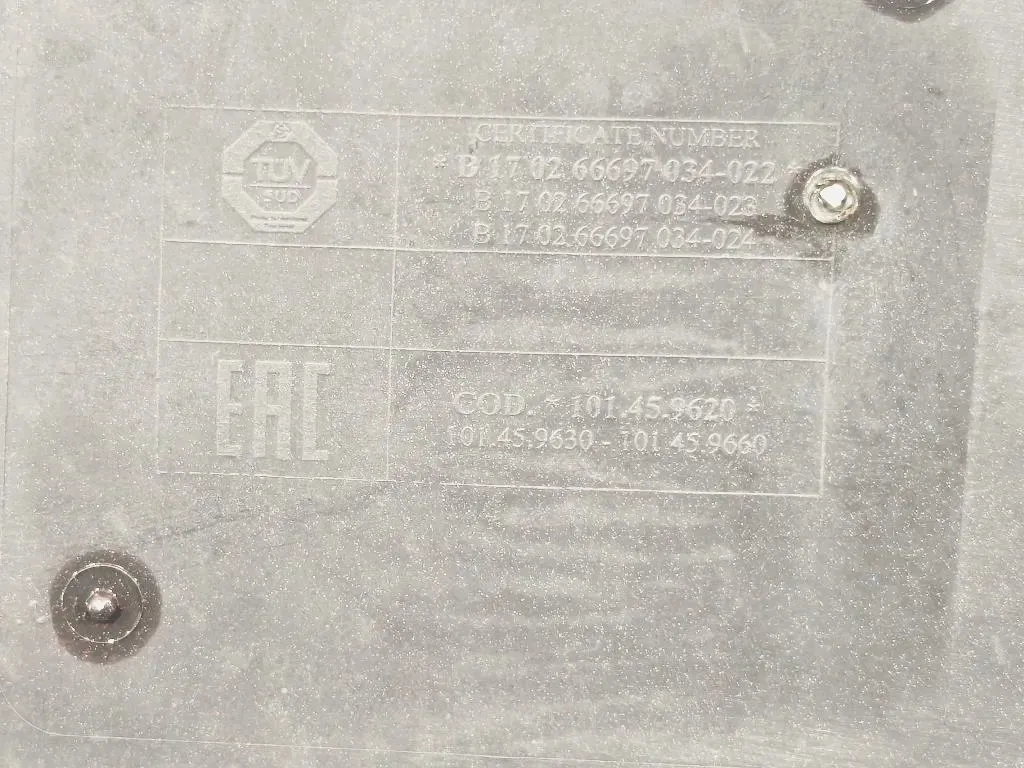 TÜV
SÜD
CERTIFICATE NUMBER
* B 17 02 66697 034-022 *
B 17 02 66697 034-023
B 17 02 66697 034-024
EAC
COD. * 101.45.9620 *
101.45.9630 - 101.45.9660